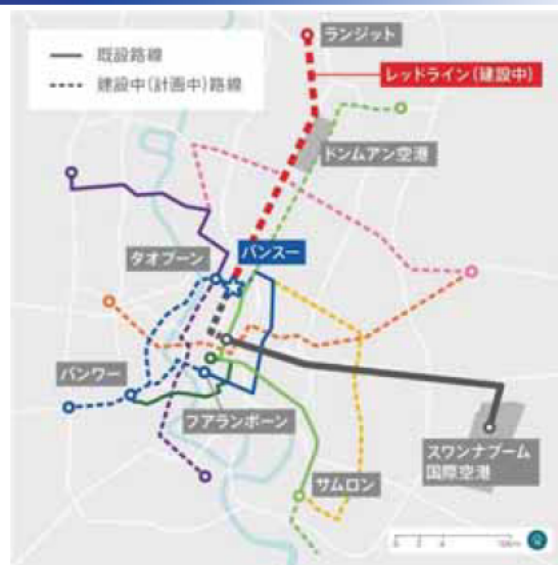 ランジット
既設路線
レッドライン(建設中)
建設中(計画中)路線
ドンムアン空港
バンスー
タオプーン
バンワー
フアランポーン
スワンナプーム
国際空港
サムロン
0